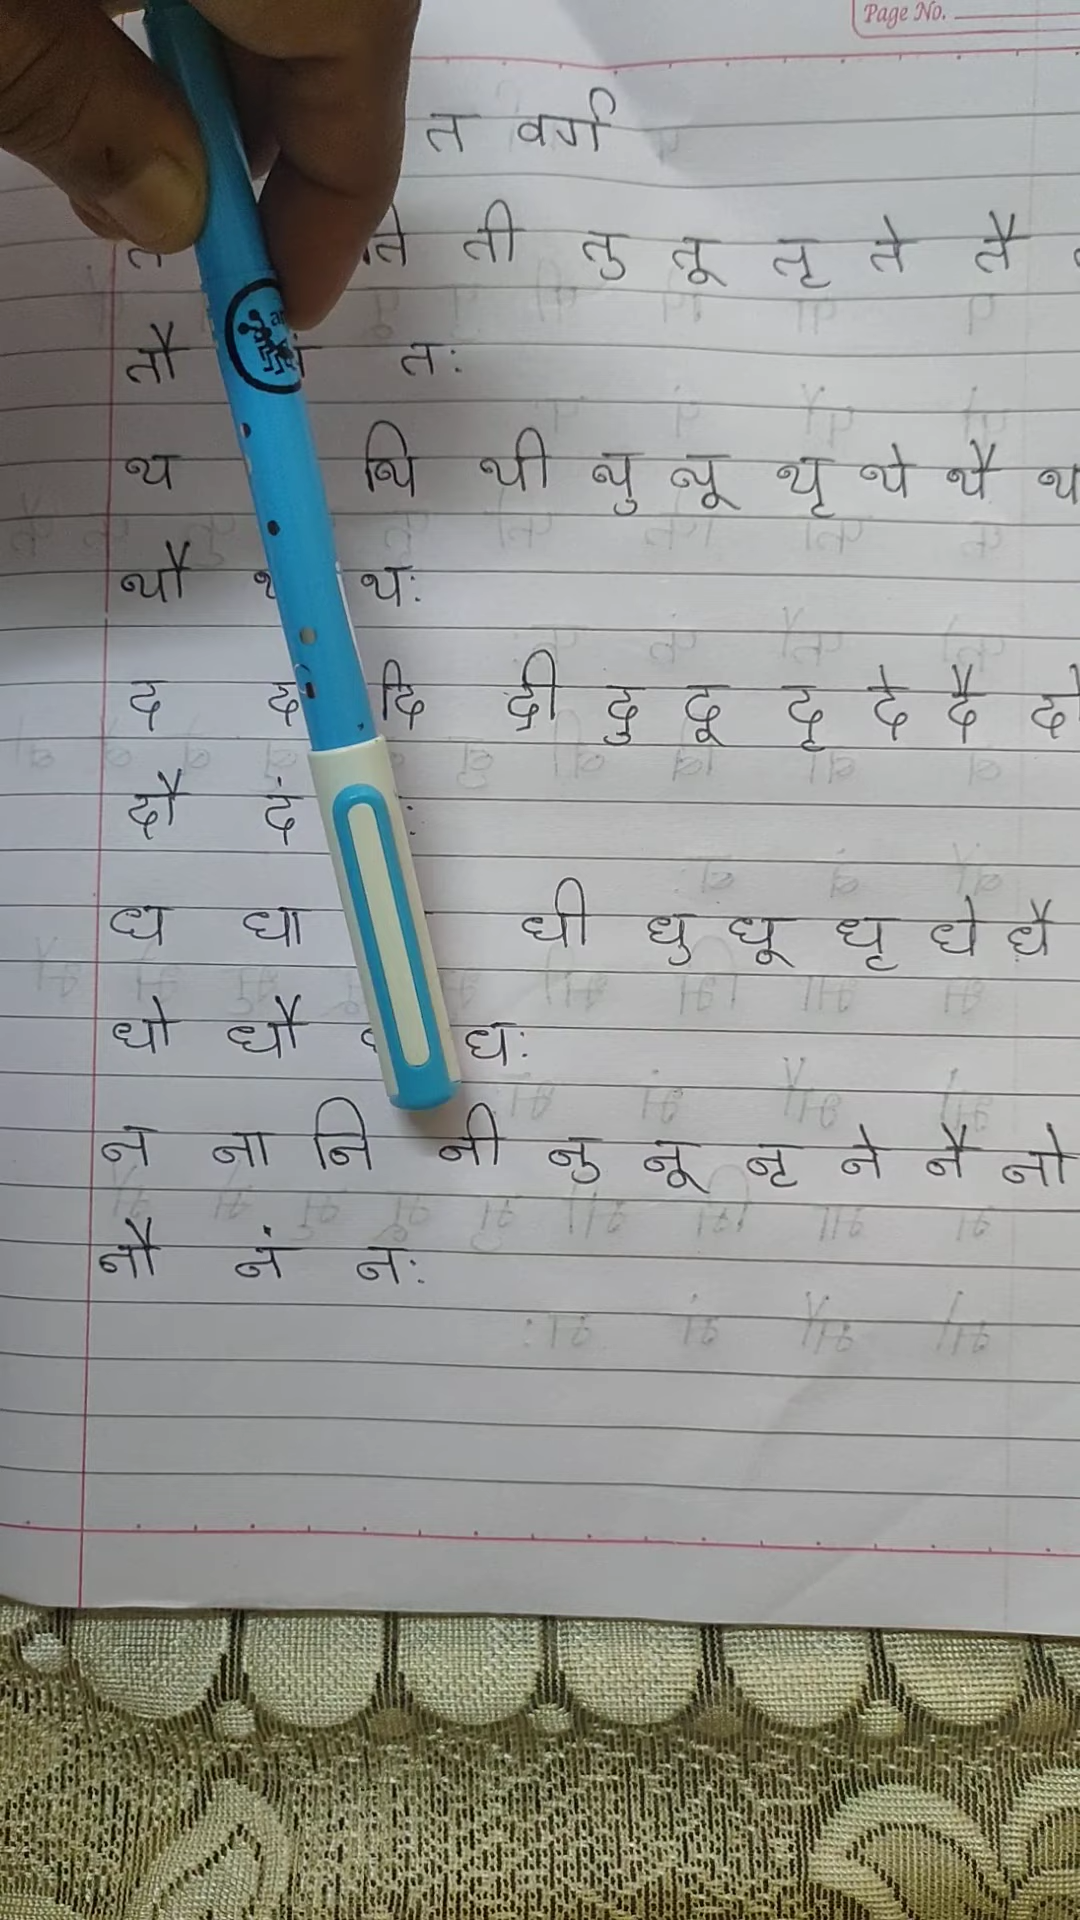 Page No.
त वर्ग
ती तु तू तृ ते तै
तौ तः
थ थि थी थु थू थृ थे थै
थौ थः
द दि दी दु दू दृ दे दै दो
दौ दं
ध धा धी धु धू धृ धे धै
धो धौ धः
न ना नि नी नु नू नृ ने नै नो
नौ नं नः